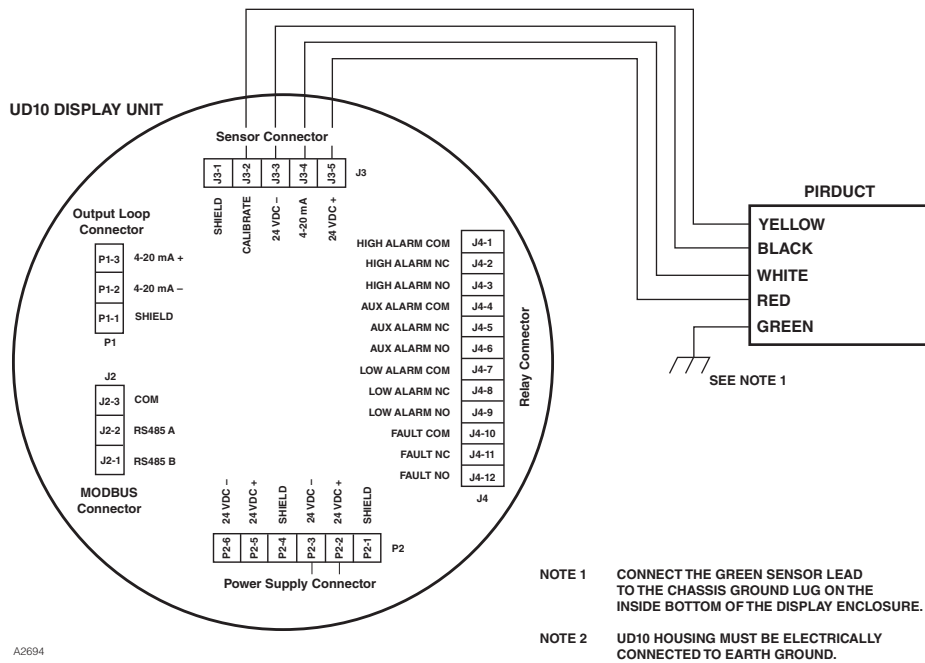 UD10 DISPLAY UNIT
Sensor Connector
J3-1
J3-2
J3-3
J3-4
J3-5
J3
SHIELD
CALIBRATE
24 VDC –
4-20 mA
24 VDC +
Output Loop
Connector
P1-3 4-20 mA +
P1-2 4-20 mA –
P1-1 SHIELD
P1
J2
J2-3 COM
J2-2 RS485 A
J2-1 RS485 B
MODBUS
Connector
HIGH ALARM COM J4-1
HIGH ALARM NC J4-2
HIGH ALARM NO J4-3
AUX ALARM COM J4-4
AUX ALARM NC J4-5
AUX ALARM NO J4-6
LOW ALARM COM J4-7
LOW ALARM NC J4-8
LOW ALARM NO J4-9
FAULT COM J4-10
FAULT NC J4-11
FAULT NO J4-12
J4
Relay Connector
24 VDC –
24 VDC +
SHIELD
24 VDC –
24 VDC +
SHIELD
P2-6
P2-5
P2-4
P2-3
P2-2
P2-1
P2
Power Supply Connector
PIRDUCT
YELLOW
BLACK
WHITE
RED
GREEN
SEE NOTE 1
NOTE 1 CONNECT THE GREEN SENSOR LEAD
TO THE CHASSIS GROUND LUG ON THE
INSIDE BOTTOM OF THE DISPLAY ENCLOSURE.
NOTE 2 UD10 HOUSING MUST BE ELECTRICALLY
CONNECTED TO EARTH GROUND.
A2694